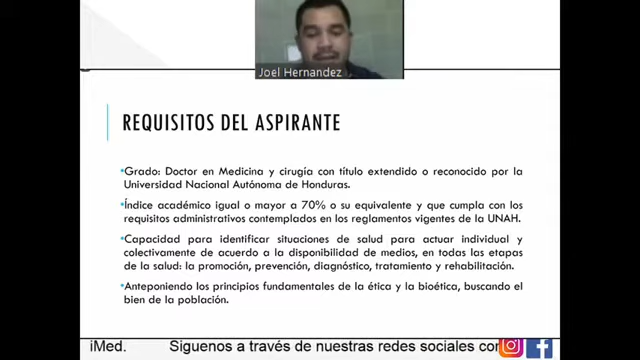 Joel Hernandez
REQUISITOS DEL ASPIRANTE
•Grado: Doctor en Medicina y cirugía con título extendido o reconocido por la
Universidad Nacional Autónoma de Honduras.
•Índice académico igual o mayor a 70% o su equivalente y que cumpla con los
requisitos administrativos contemplados en los reglamentos vigentes de la UNAH.
•Capacidad para identificar situaciones de salud para actuar individual y
colectivamente de acuerdo a la disponibilidad de medios, en todas las etapas
de la salud: la promoción, prevención, diagnóstico, tratamiento y rehabilitación.
•Anteponiendo los principios fundamentales de la ética y la bioética, buscando el
bien de la población.
iMed. Siguenos a través de nuestras redes sociales con